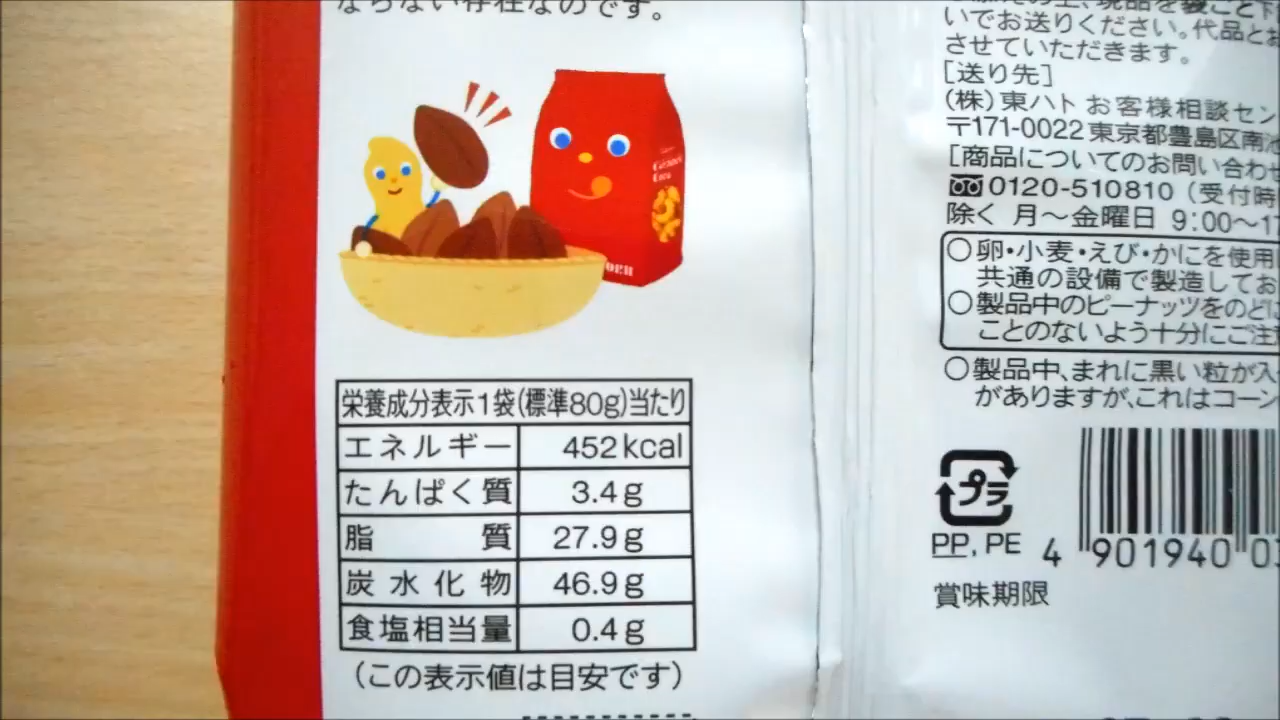 ならない存在なのです。
栄養成分表示1袋(標準80g)当たり
エネルギー 452kcal
たんぱく質 3.4g
脂質 27.9g
炭水化物 46.9g
食塩相当量 0.4g
(この表示値は目安です)
いでお送りください。代品とお
させていただきます。
[送り先]
(株)東ハト お客様相談セン
〒171-0022 東京都豊島区南池
[商品についてのお問い合わせ
0120-510810 (受付時
除く 月〜金曜日 9:00〜17
○卵・小麦・えび・かにを使用
共通の設備で製造してお
○製品中のピーナッツをのどに
ことのないよう十分にご注
○製品中、まれに黒い粒が入
がありますが、これはコーン
プラ
PP, PE
4 901940 03
賞味期限